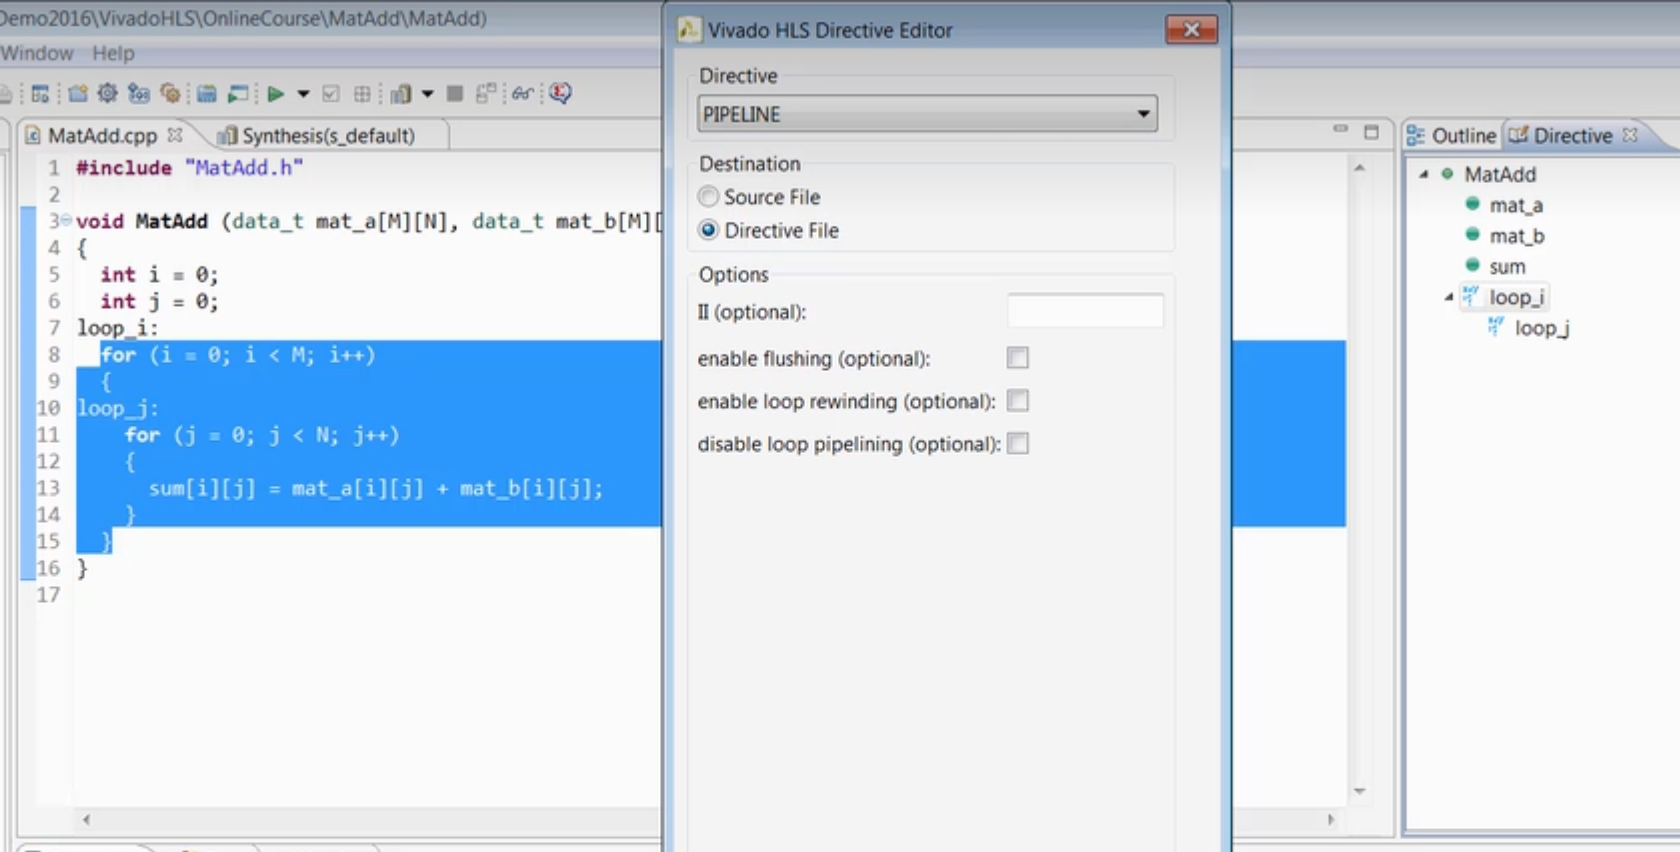 Demo2016\VivadoHLS\OnlineCourse\MatAdd\MatAdd)
Window Help
MatAdd.cpp
Synthesis(s_default)
1 #include "MatAdd.h"
2
3 void MatAdd (data_t mat_a[M][N], data_t mat_b[M][
4 {
5 int i = 0;
6 int j = 0;
7 loop_i:
8 for (i = 0; i < M; i++)
9 {
10 loop_j:
11 for (j = 0; j < N; j++)
12 {
13 sum[i][j] = mat_a[i][j] + mat_b[i][j];
14 }
15 }
16 }
17
Vivado HLS Directive Editor
Directive
PIPELINE
Destination
Source File
Directive File
Options
II (optional):
enable flushing (optional):
enable loop rewinding (optional):
disable loop pipelining (optional):
Outline
Directive
MatAdd
mat_a
mat_b
sum
loop_i
loop_j